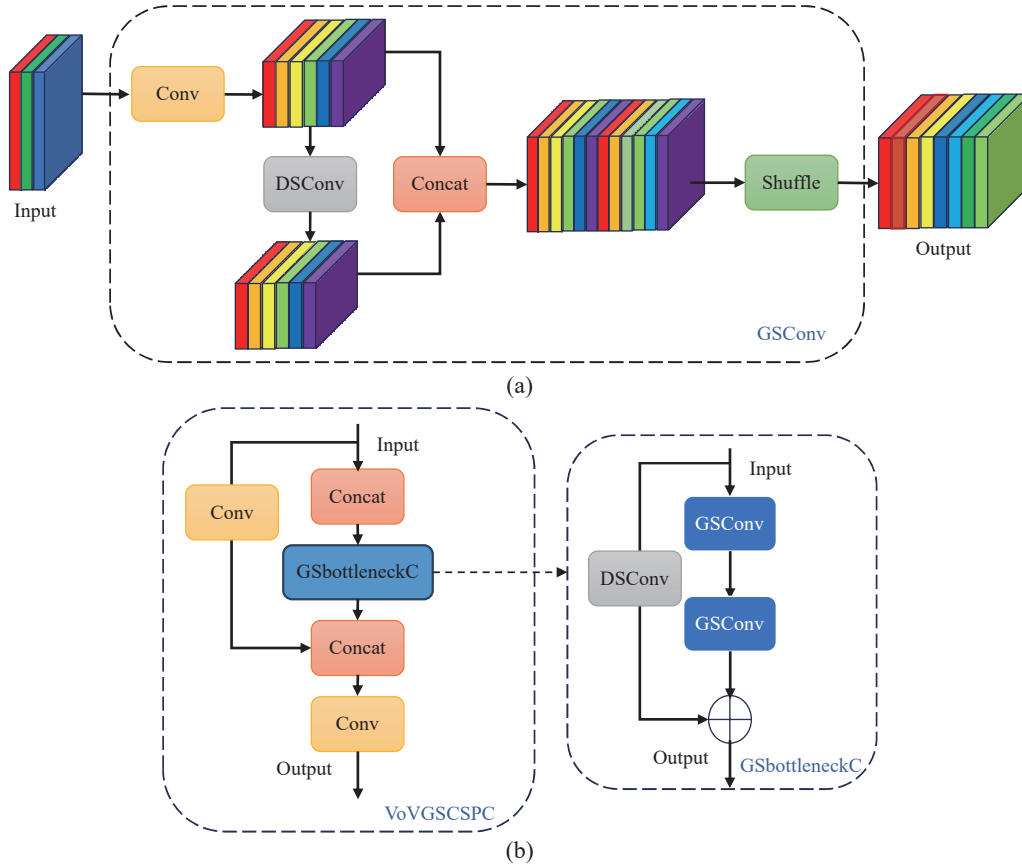 Input
Conv
DSConv
Concat
Shuffle
Output
GSConv
(a)
Input
Concat
Conv
GSbottleneckC
Concat
Conv
Output
VoVGSCSPC
Input
GSConv
DSConv
GSConv
Output
GSbottleneckC
(b)